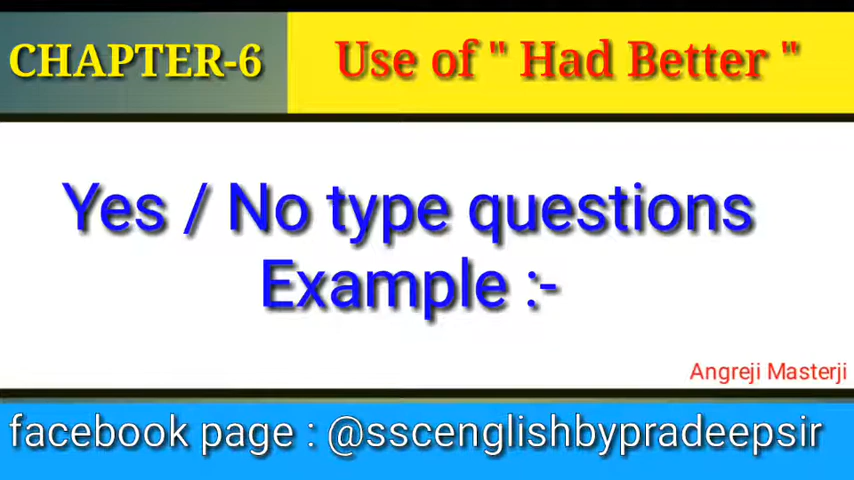 CHAPTER-6
Use of " Had Better "
Yes / No type questions
Example :-
Angreji Masterji
facebook page : @sscenglishbypradeepsir